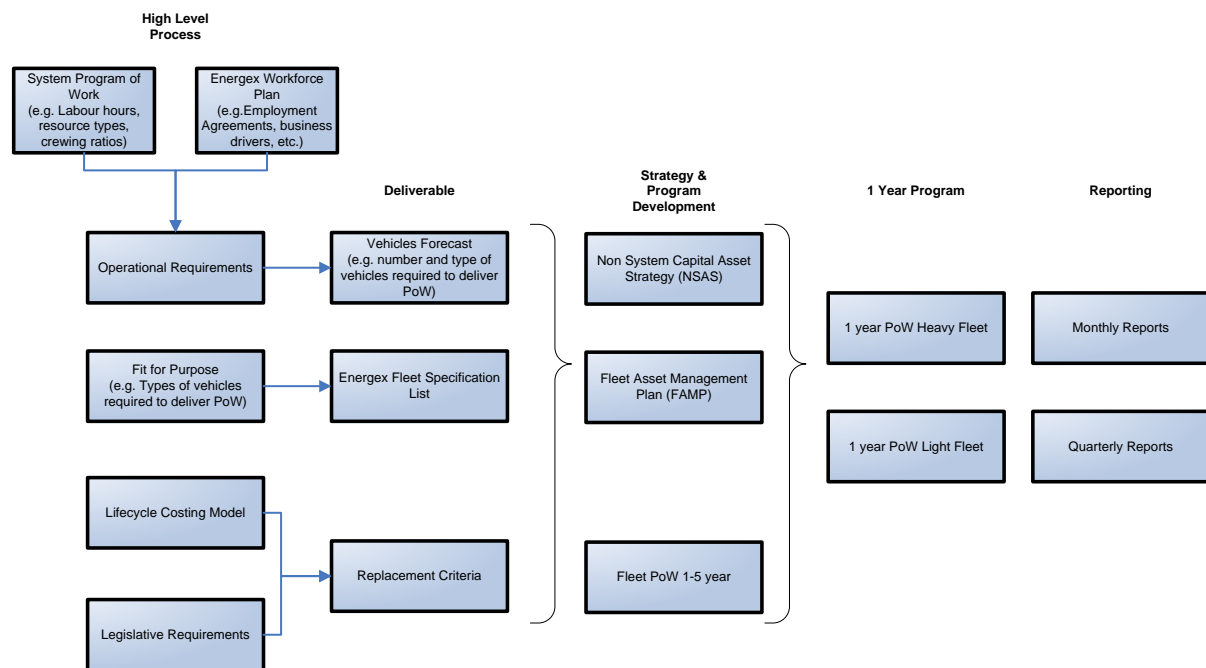 High Level
Process
System Program of
Work
(e.g. Labour hours,
resource types,
crewing ratios)
Energex Workforce
Plan
(e.g.Employment
Agreements, business
drivers, etc.)
Deliverable
Strategy &
Program
Development
1 Year Program
Reporting
Operational Requirements
Vehicles Forecast
(e.g. number and type of
vehicles required to deliver
PoW)
Non System Capital Asset
Strategy (NSAS)
1 year PoW Heavy Fleet
Monthly Reports
Fit for Purpose
(e.g. Types of vehicles
required to deliver PoW)
Energex Fleet Specification
List
Fleet Asset Management
Plan (FAMP)
1 year PoW Light Fleet
Quarterly Reports
Lifecycle Costing Model
Replacement Criteria
Fleet PoW 1-5 year
Legislative Requirements